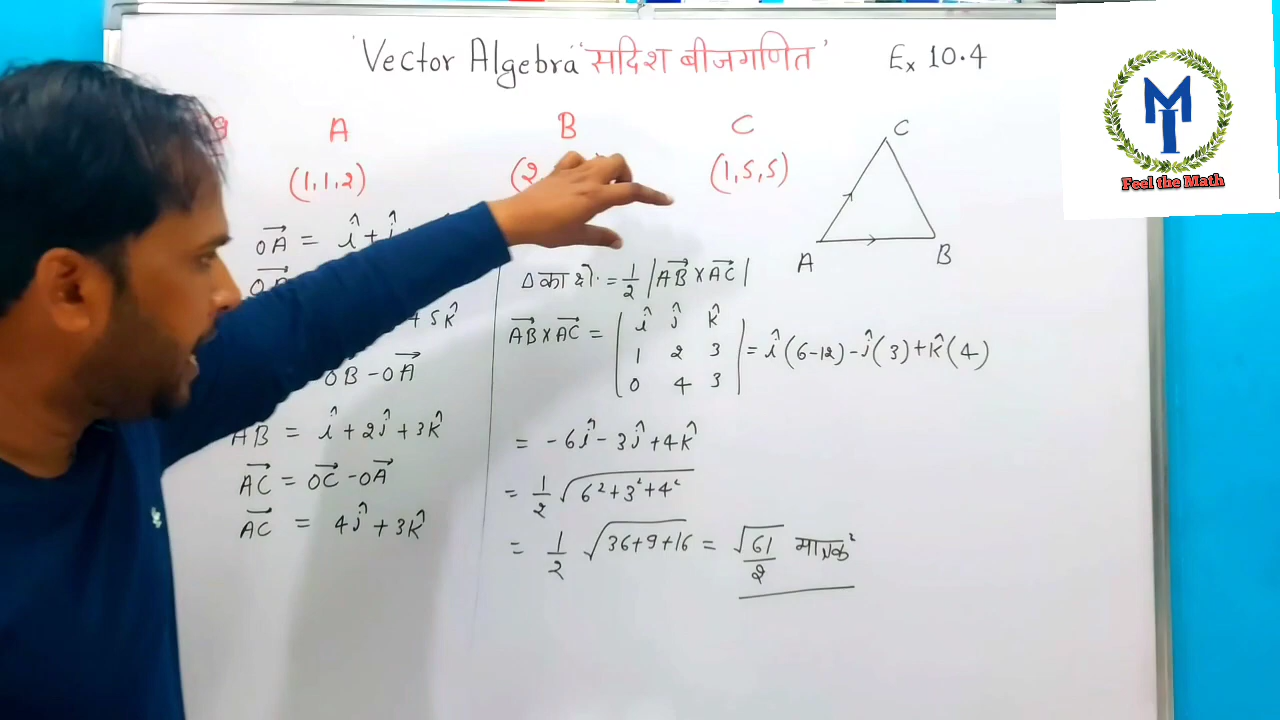 'Vector Algebra' 'सदिश बीजगणित' Ex 10.4
A B C
(1,1,2) (2, (1,5,5)
C
A B
OA = î + ĵ
+ 5k̂
OB - OA
AB = î + 2ĵ + 3k̂
AC = OC - OA
AC = 4ĵ + 3k̂
Δ का क्षे॰ = 1/2 |AB × AC|
AB × AC = | î ĵ k̂
1 2 3
0 4 3 | = î(6-12) - ĵ(3) + k̂(4)
= -6î - 3ĵ + 4k̂
= 1/2 √6² + 3² + 4²
= 1/2 √36+9+16 = √61/2 मात्रक²
MI
Feel the Math